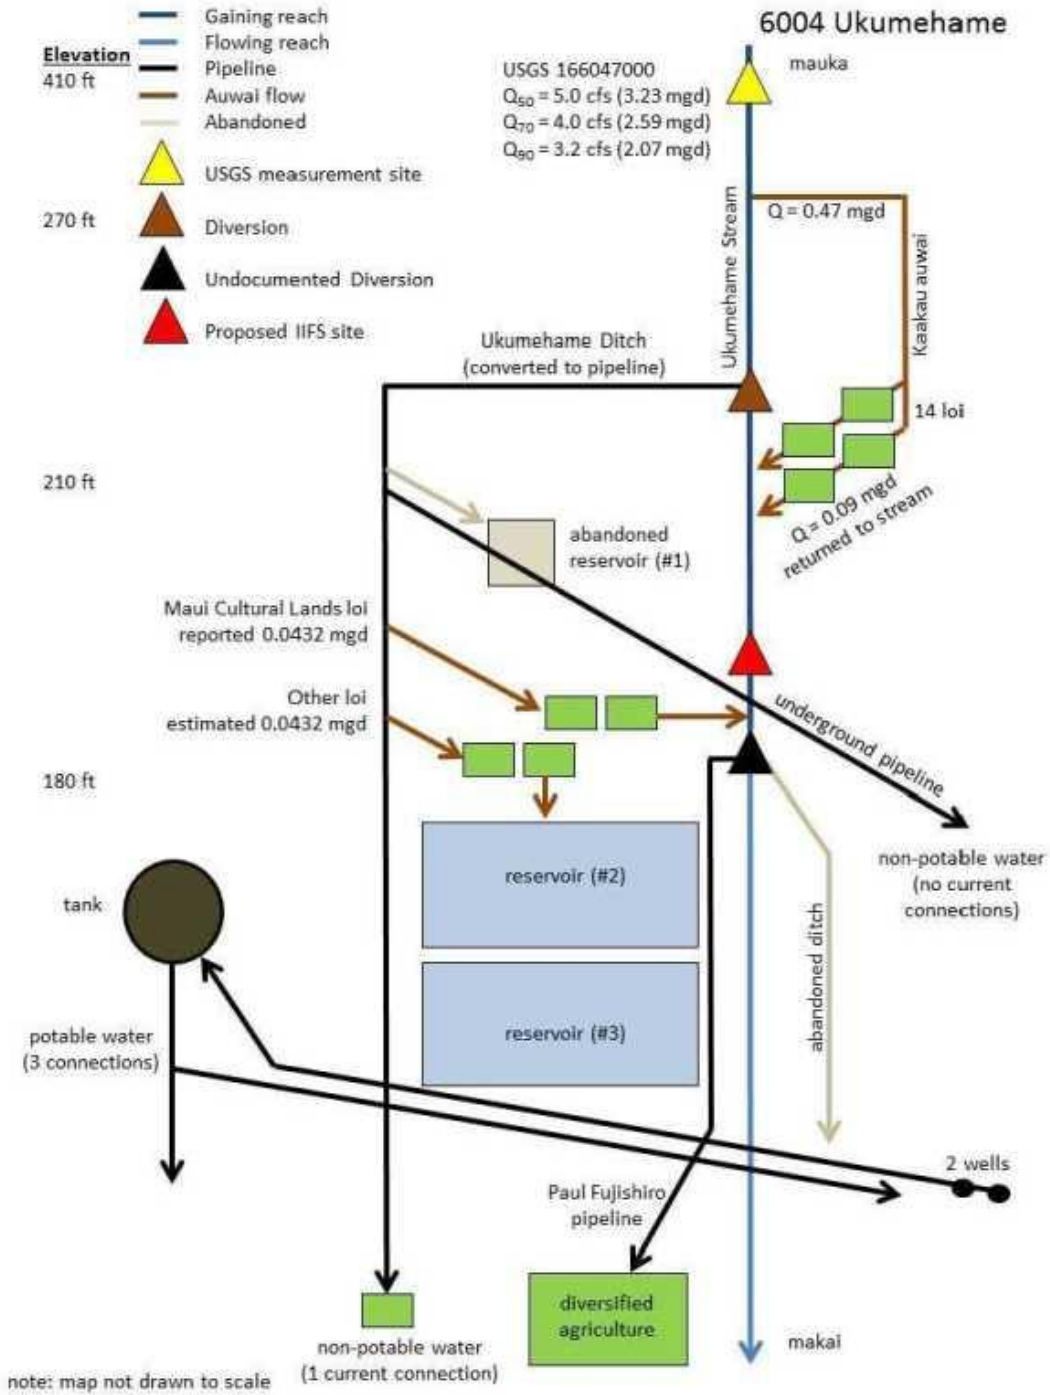 6004 Ukumehame
Gaining reach
Flowing reach
Elevation
410 ft
Pipeline
Auwai flow
Abandoned
USGS measurement site
270 ft
Diversion
Undocumented Diversion
Proposed IIFS site
mauka
USGS 166047000
Q50 = 5.0 cfs (3.23 mgd)
Q70 = 4.0 cfs (2.59 mgd)
Q90 = 3.2 cfs (2.07 mgd)
Ukumehame Stream
Q = 0.47 mgd
Kaakau auwai
Ukumehame Ditch
(converted to pipeline)
14 loi
210 ft
Q = 0.09 mgd
returned to stream
abandoned
reservoir (#1)
Maui Cultural Lands loi
reported 0.0432 mgd
Other loi
estimated 0.0432 mgd
underground pipeline
180 ft
non-potable water
(no current
connections)
reservoir (#2)
tank
abandoned ditch
reservoir (#3)
potable water
(3 connections)
2 wells
Paul Fujishiro
pipeline
diversified
agriculture
non-potable water
(1 current connection)
makai
note: map not drawn to scale